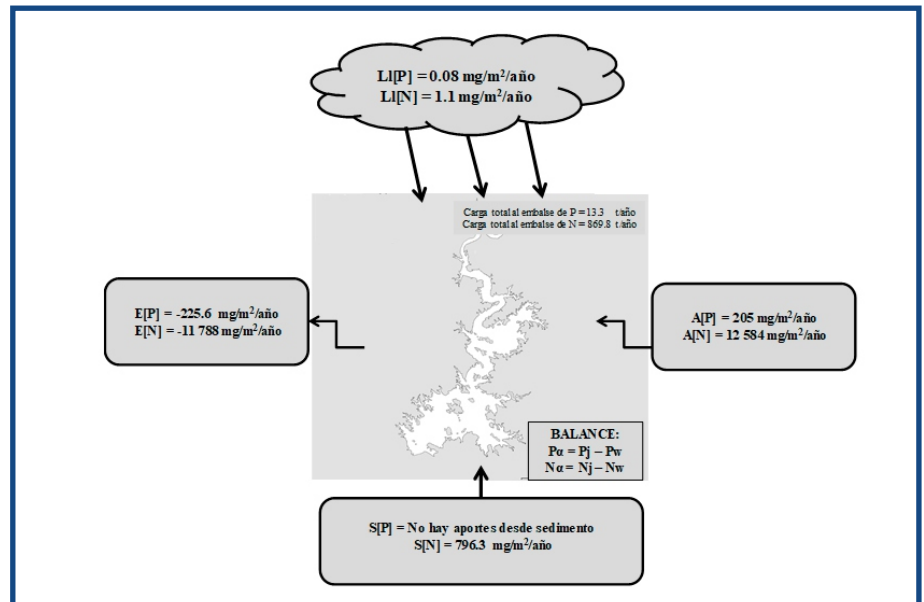 Ll[P] = 0.08 mg/m²/año
Ll[N] = 1.1 mg/m²/año
Carga total al embalse de P = 13.3 t/año
Carga total al embalse de N = 869.8 t/año
E[P] = -225.6 mg/m²/año
E[N] = -11 788 mg/m²/año
A[P] = 205 mg/m²/año
A[N] = 12 584 mg/m²/año
BALANCE:
Pα = Pj – Pw
Nα = Nj – Nw
S[P] = No hay aportes desde sedimento
S[N] = 796.3 mg/m²/año